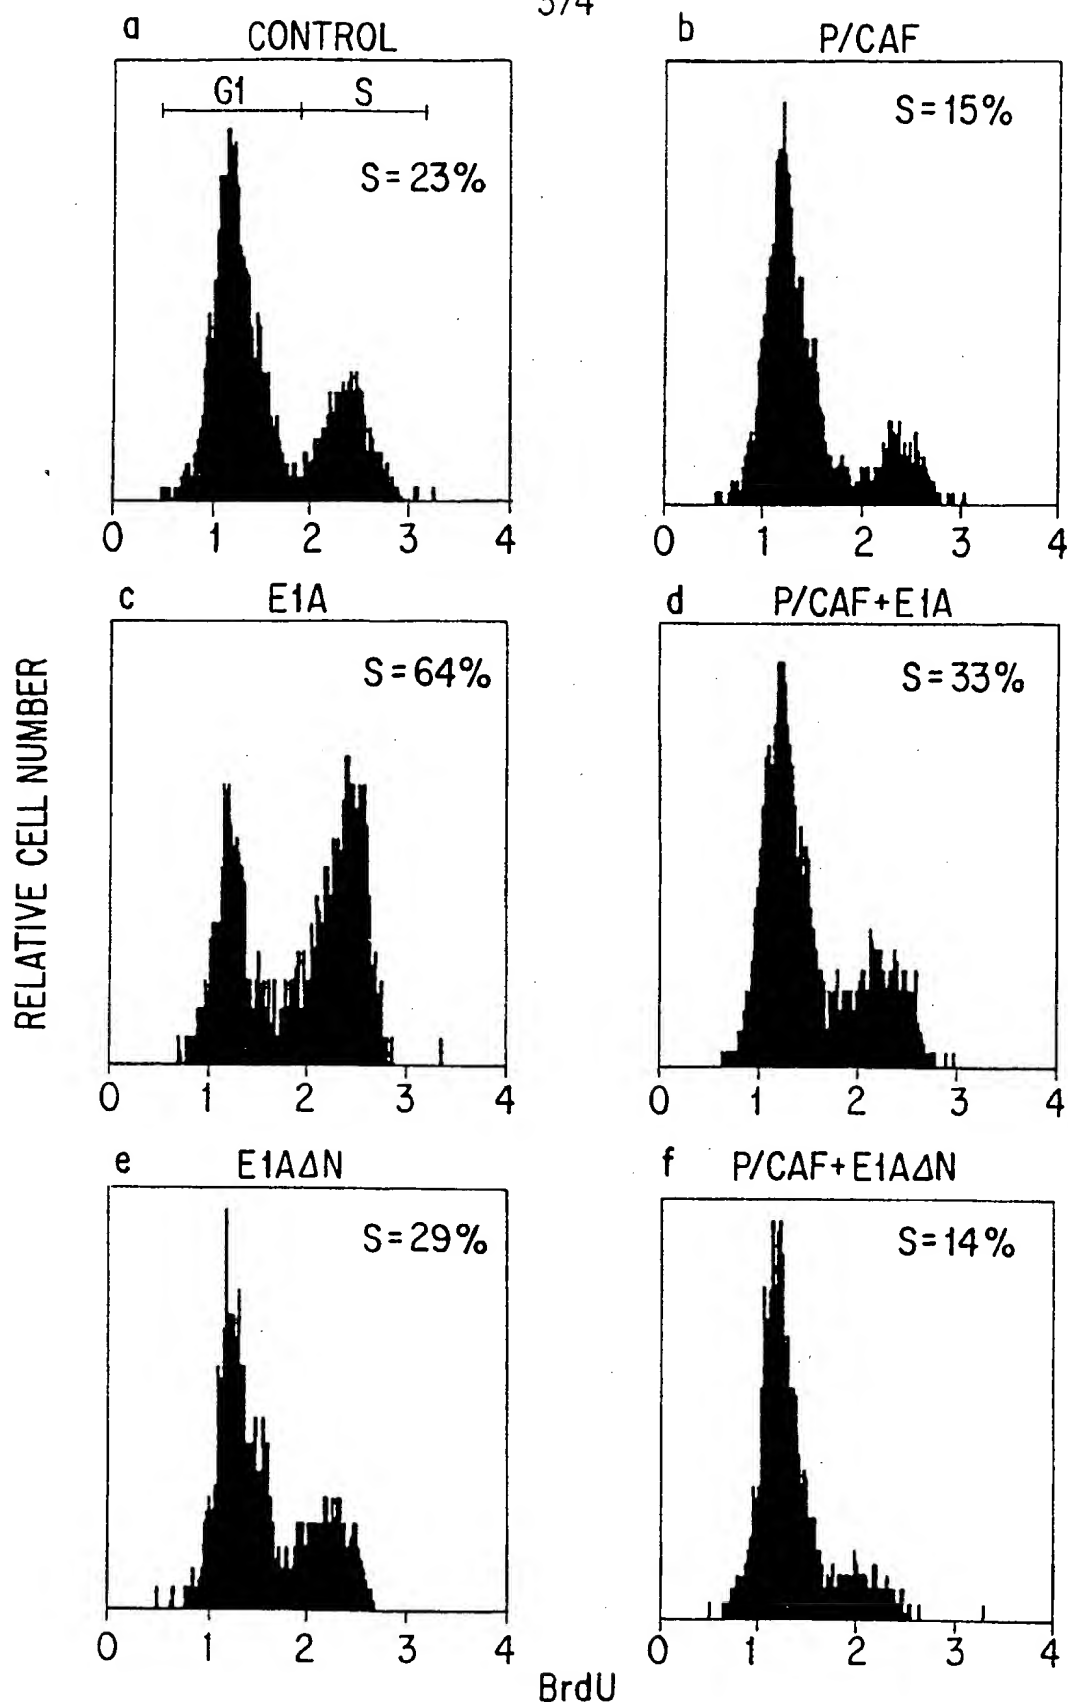 a CONTROL
G1 S
S=23%
0 1 2 3 4
b P/CAF
S=15%
0 1 2 3 4
c E1A
S=64%
0 1 2 3 4
d P/CAF+E1A
S=33%
0 1 2 3 4
e E1AΔN
S=29%
0 1 2 3 4
f P/CAF+E1AΔN
S=14%
0 1 2 3 4
RELATIVE CELL NUMBER
BrdU